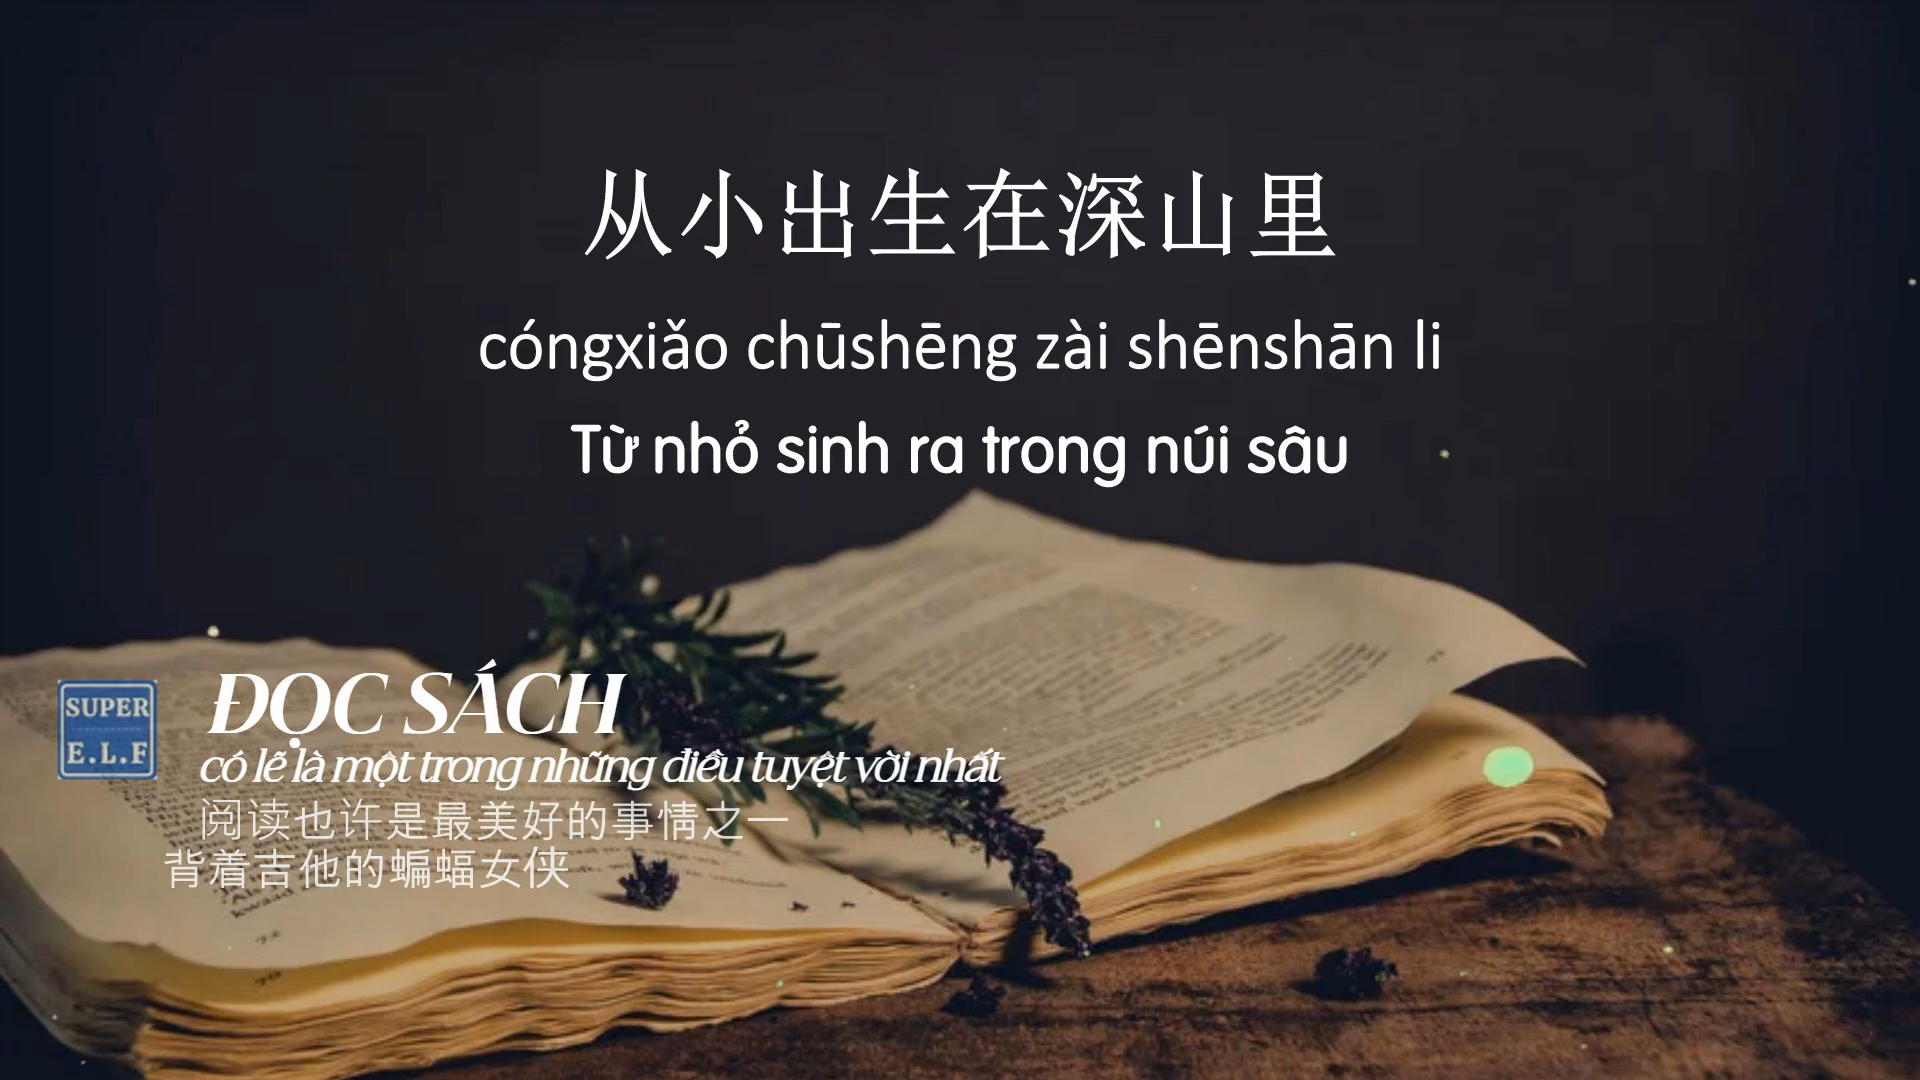 从小出生在深山里
cóngxiǎo chūshēng zài shēnshān li
Từ nhỏ sinh ra trong núi sâu
SUPER
E.L.F
ĐỌC SÁCH
có lẽ là một trong những điều tuyệt vời nhất
阅读也许是最美好的事情之一
背着吉他的蝙蝠女侠